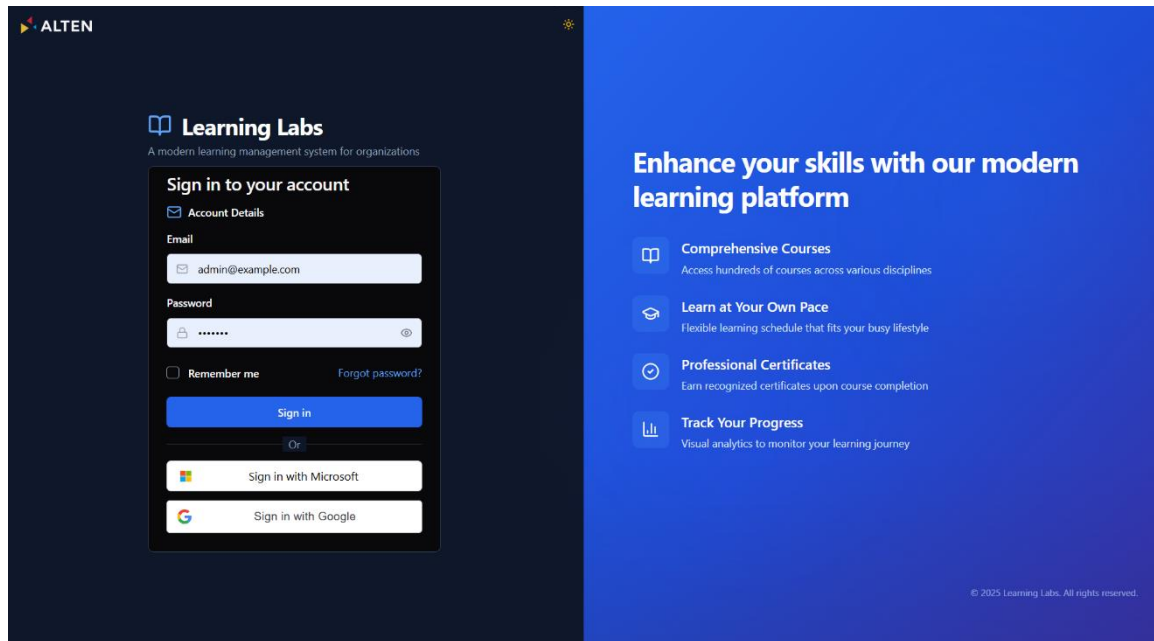 ALTEN
Learning Labs
A modern learning management system for organizations
Sign in to your account
Account Details
Email
admin@example.com
Password
•••••••
Remember me
Forgot password?
Sign in
Or
Sign in with Microsoft
Sign in with Google
Enhance your skills with our modern
learning platform
Comprehensive Courses
Access hundreds of courses across various disciplines
Learn at Your Own Pace
Flexible learning schedule that fits your busy lifestyle
Professional Certificates
Earn recognized certificates upon course completion
Track Your Progress
Visual analytics to monitor your learning journey
© 2025 Learning Labs. All rights reserved.